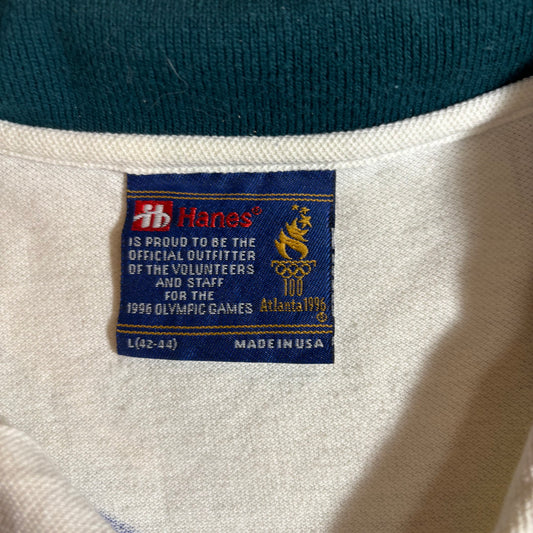 Hanes®
IS PROUD TO BE THE
OFFICIAL OUTFITTER
OF THE VOLUNTEERS
AND STAFF
FOR THE
1996 OLYMPIC GAMES
100
Atlanta 1996
L(42-44)
MADE IN USA